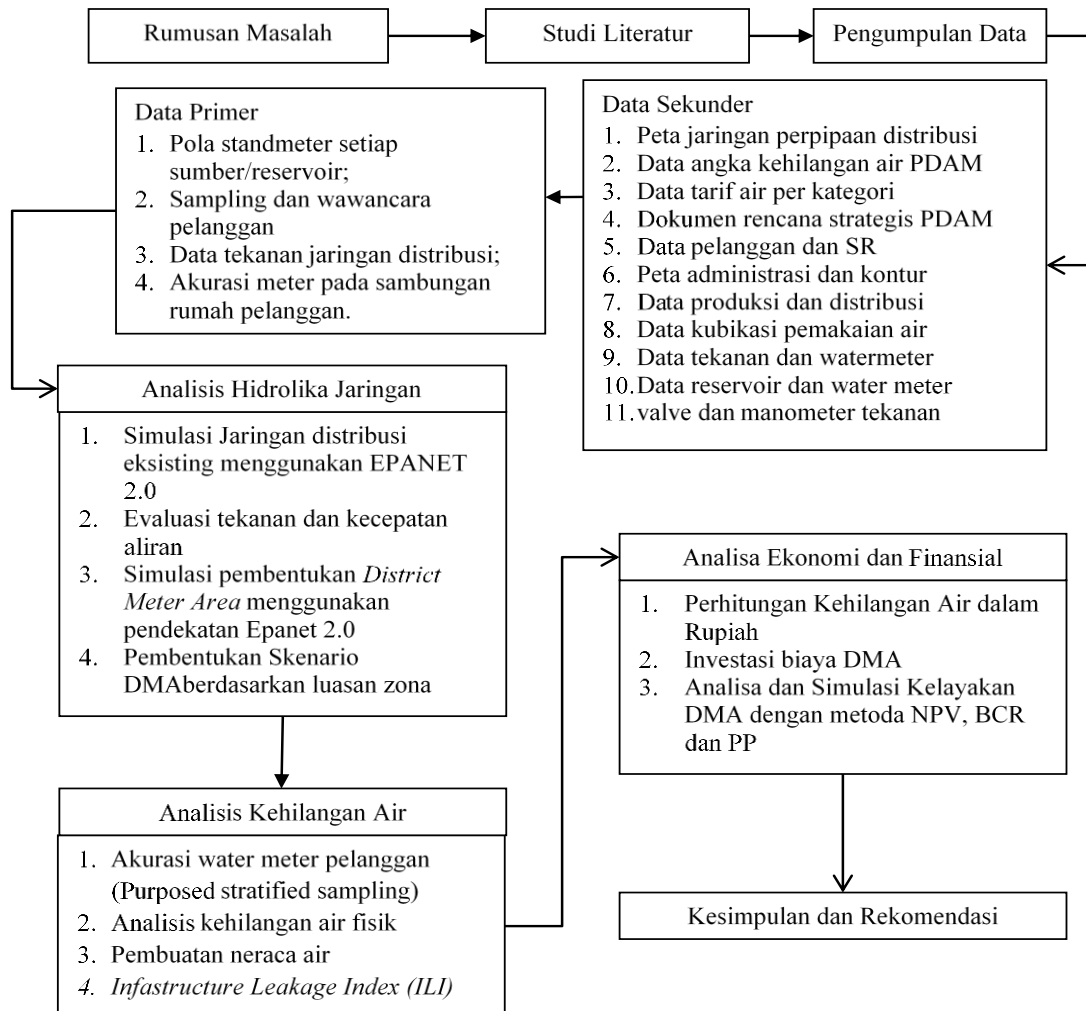 Rumusan Masalah
Studi Literatur
Pengumpulan Data
Data Sekunder
1. Peta jaringan perpipaan distribusi
2. Data angka kehilangan air PDAM
3. Data tarif air per kategori
4. Dokumen rencana strategis PDAM
5. Data pelanggan dan SR
6. Peta administrasi dan kontur
7. Data produksi dan distribusi
8. Data kubikasi pemakaian air
9. Data tekanan dan watermeter
10. Data reservoir dan water meter
11. valve dan manometer tekanan
Data Primer
1. Pola standmeter setiap
sumber/reservoir;
2. Sampling dan wawancara
pelanggan
3. Data tekanan jaringan distribusi;
4. Akurasi meter pada sambungan
rumah pelanggan.
Analisis Hidrolika Jaringan
1. Simulasi Jaringan distribusi
eksisting menggunakan EPANET
2.0
2. Evaluasi tekanan dan kecepatan
aliran
3. Simulasi pembentukan District
Meter Area menggunakan
pendekatan Epanet 2.0
4. Pembentukan Skenario
DMAberdasarkan luasan zona
Analisis Kehilangan Air
1. Akurasi water meter pelanggan
(Purposed stratified sampling)
2. Analisis kehilangan air fisik
3. Pembuatan neraca air
4. Infastructure Leakage Index (ILI)
Analisa Ekonomi dan Finansial
1. Perhitungan Kehilangan Air dalam
Rupiah
2. Investasi biaya DMA
3. Analisa dan Simulasi Kelayakan
DMA dengan metoda NPV, BCR
dan PP
Kesimpulan dan Rekomendasi